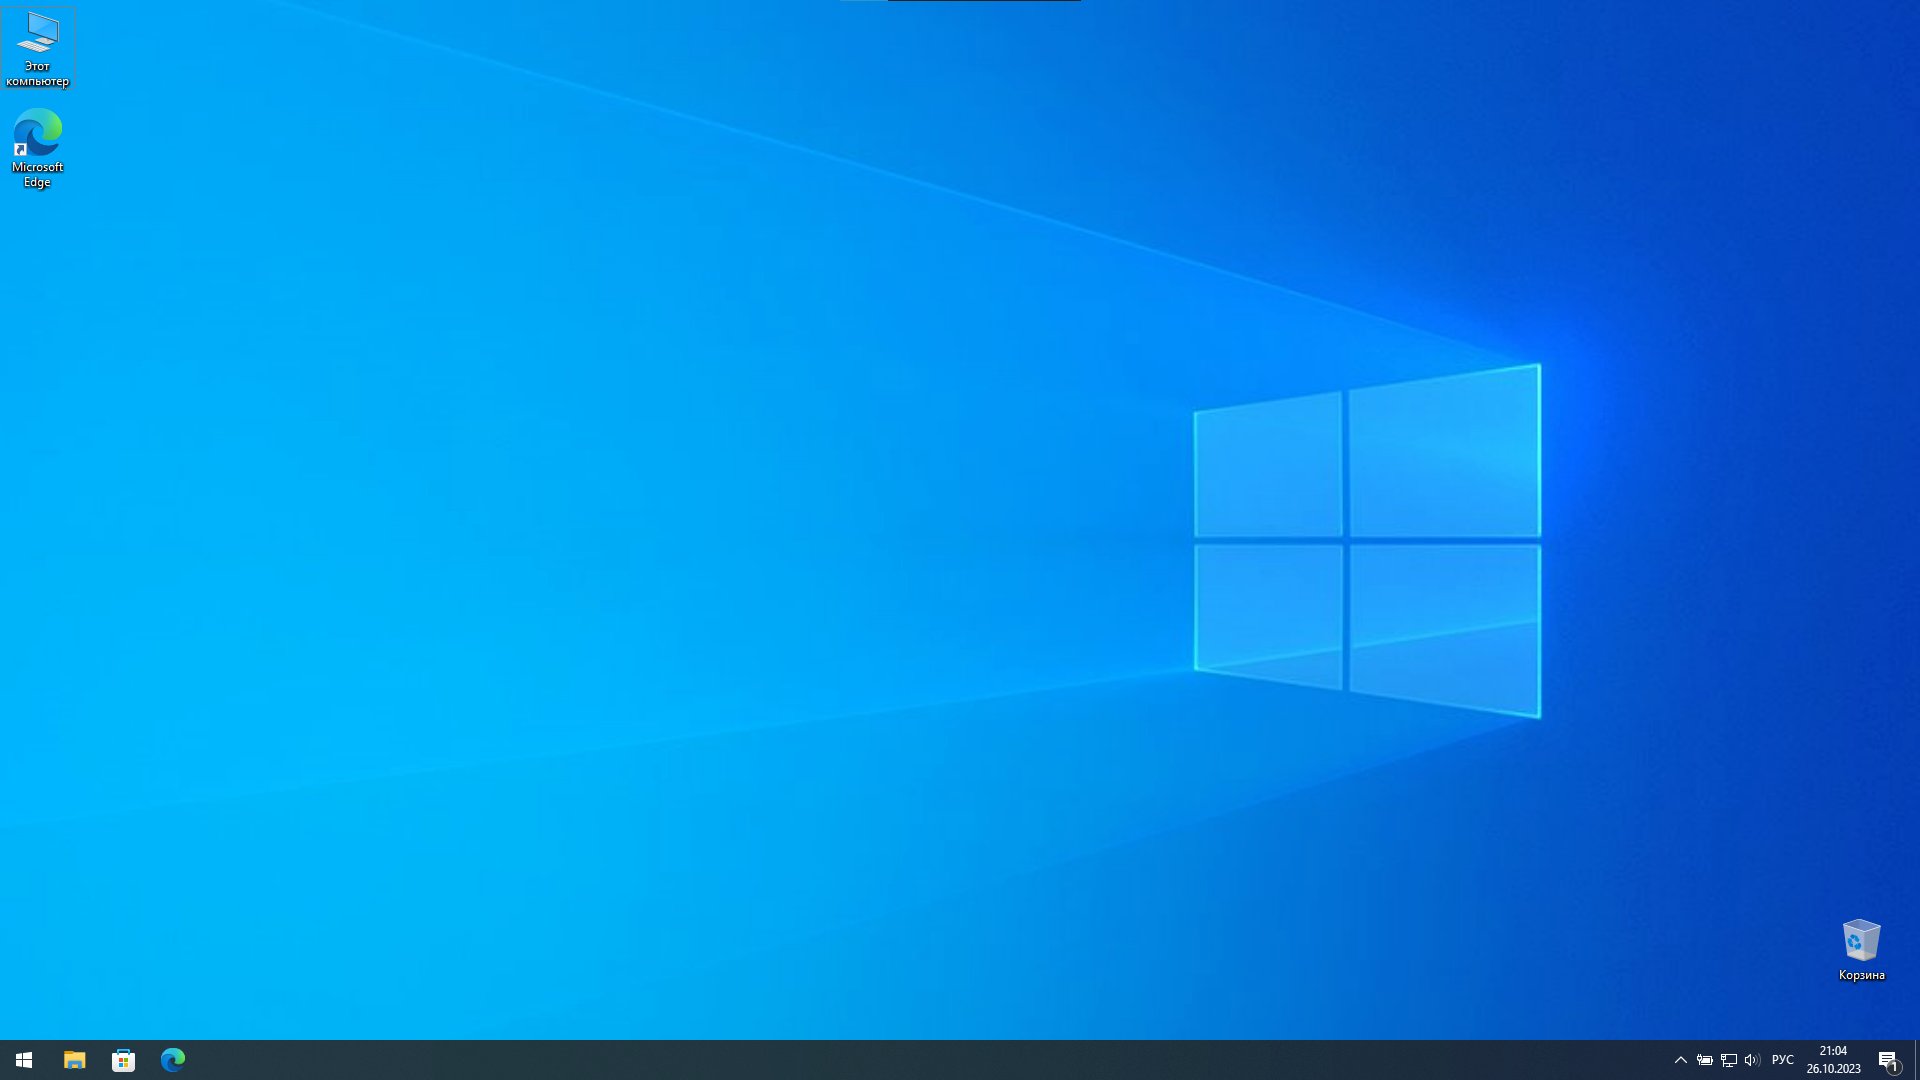 Этот
компьютер
Microsoft
Edge
Корзина
РУС
21:04
26.10.2023
1